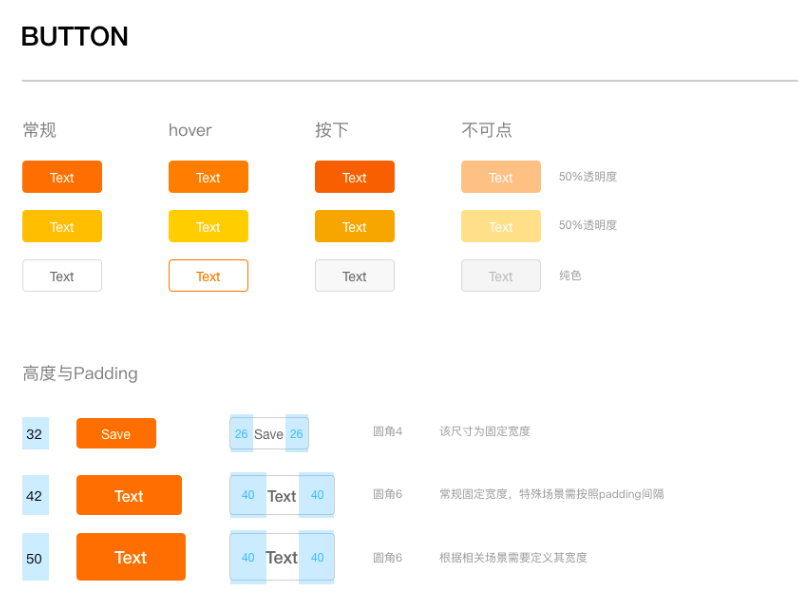 BUTTON
常规 hover 按下 不可点
Text Text Text Text 50%透明度
Text Text Text Text 50%透明度
Text Text Text Text 纯色
高度与Padding
32 Save 26 Save 26 圆角4 该尺寸为固定宽度
42 Text 40 Text 40 圆角6 常规固定宽度，特殊场景需按照padding间隔
50 Text 40 Text 40 圆角6 根据相关场景需要定义其宽度